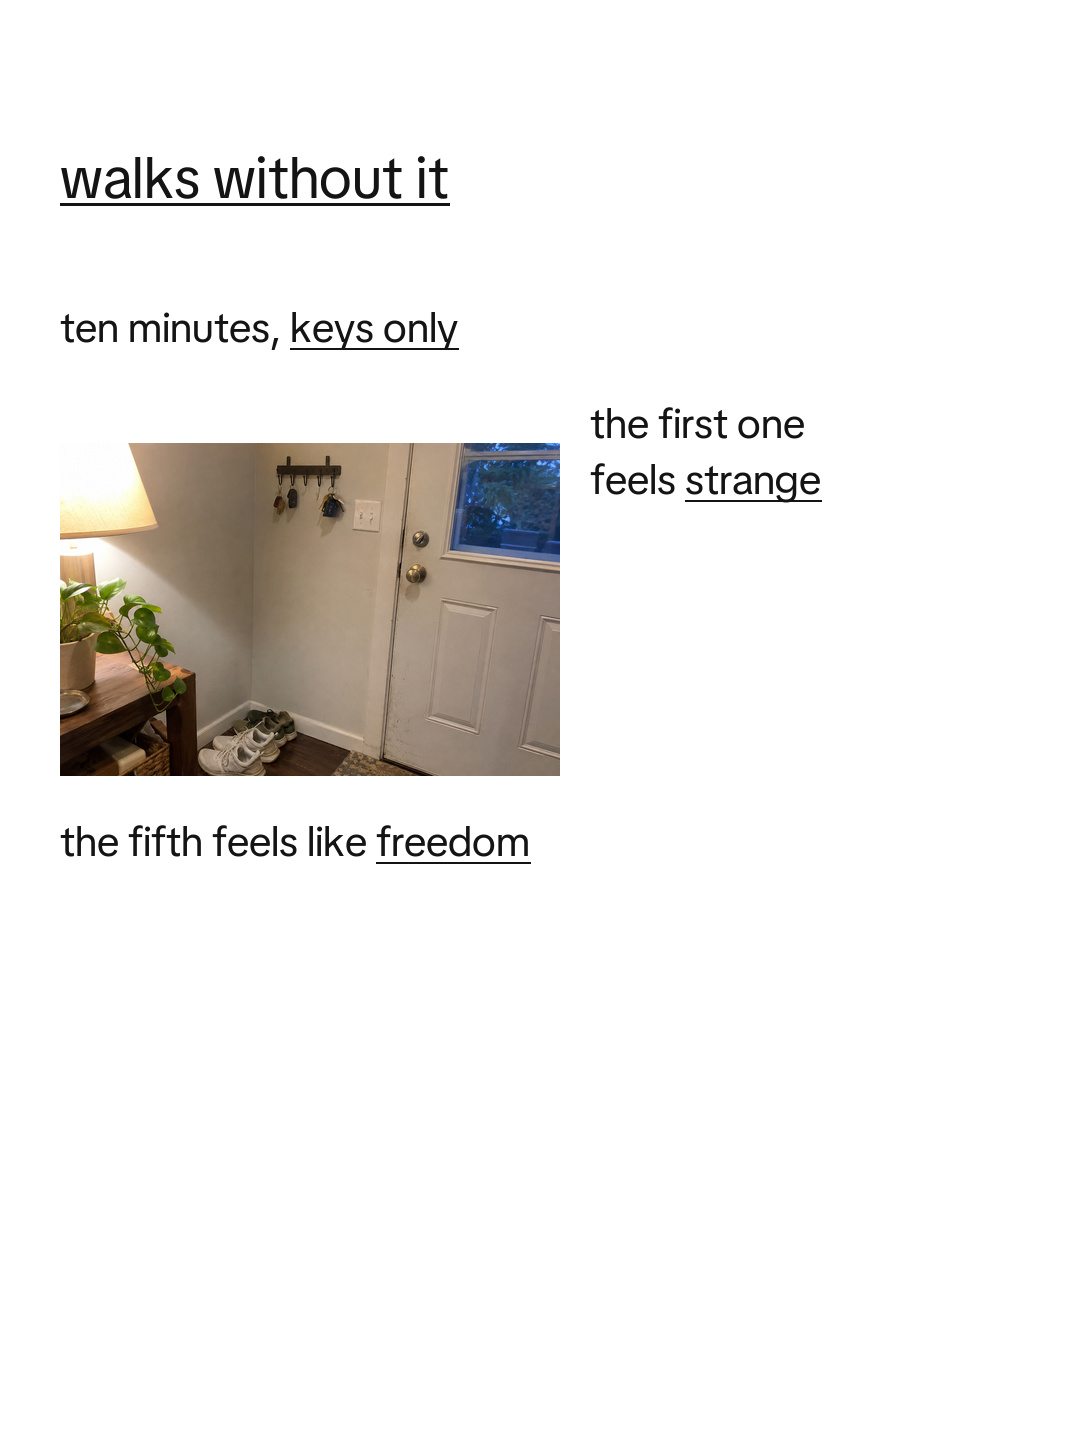 walks without it
ten minutes, keys only
the first one
feels strange
the fifth feels like freedom